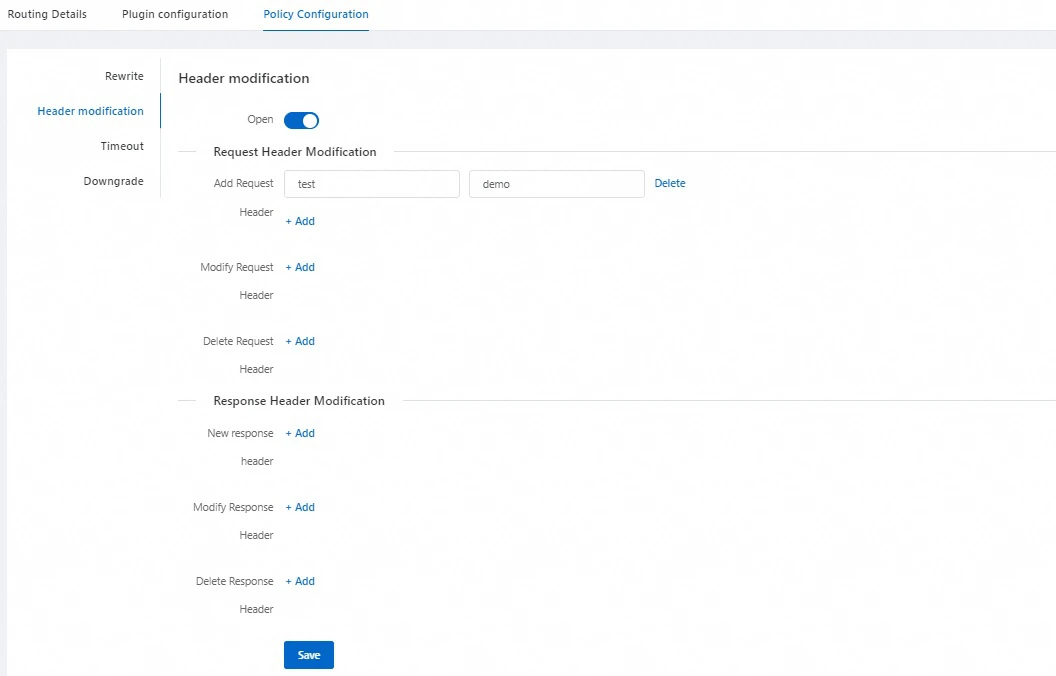 Routing Details Plugin configuration Policy Configuration
Rewrite
Header modification
Timeout
Downgrade
Header modification
Open
Request Header Modification
Add Request Header test demo Delete
+ Add
Modify Request Header + Add
Delete Request Header + Add
Response Header Modification
New response header + Add
Modify Response Header + Add
Delete Response Header + Add
Save